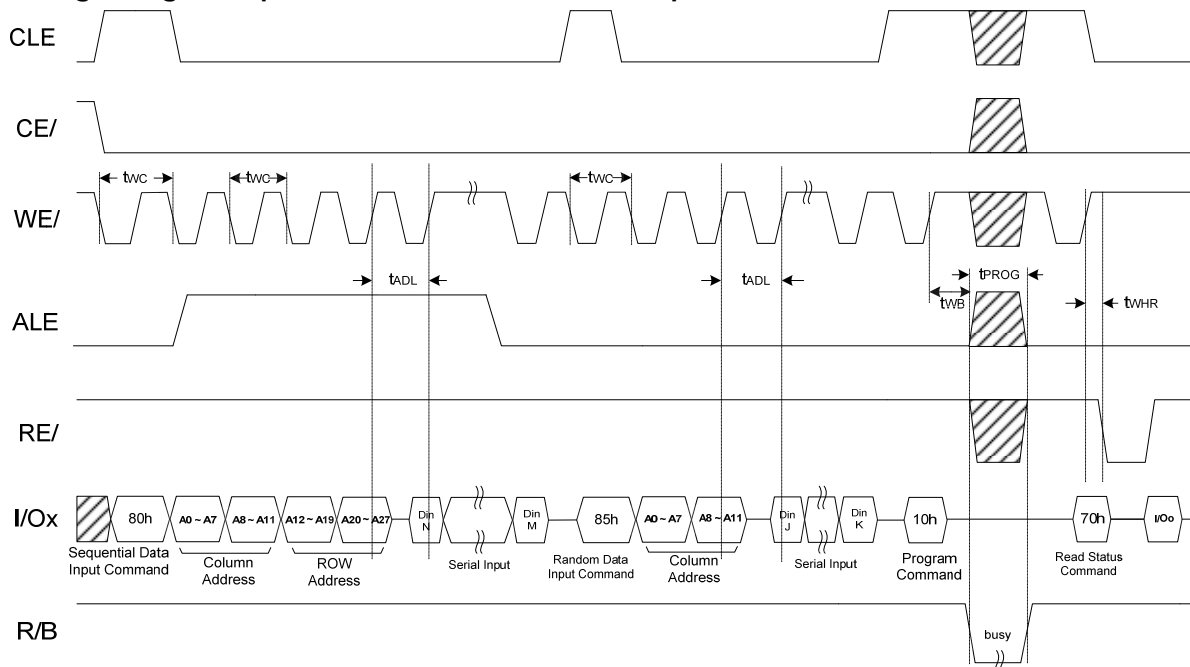 CLE
CE/
tWC tWC tWC
WE/
tADL tADL tPROG
tWB tWHR
ALE
RE/
I/Ox 80h A0 ~ A7 A8 ~ A11 A12 ~ A19 A20 ~ A27 Din N Din M 85h A0 ~ A7 A8 ~ A11 Din J Din K 10h 70h I/Oo
Sequential Data Input Command
Column Address
ROW Address
Serial Input
Random Data Input Command
Column Address
Serial Input
Program Command
Read Status Command
R/B busy